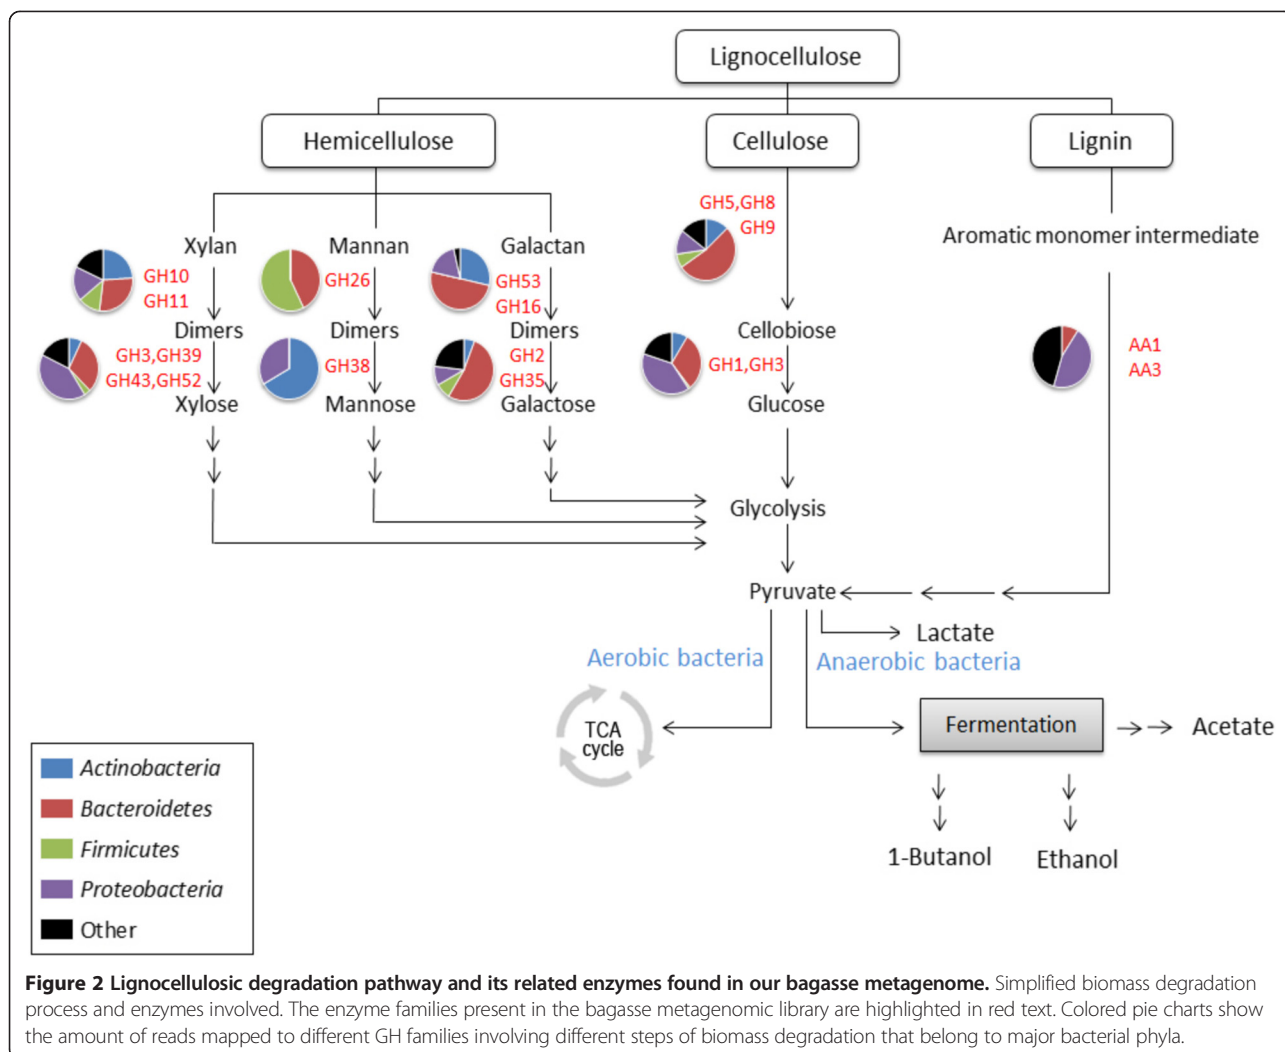 Lignocellulose
Hemicellulose
Cellulose
Lignin
GH5,GH8
GH9
Aromatic monomer intermediate
Xylan
Mannan
Galactan
GH10
GH11
GH26
GH53
GH16
Dimers
Dimers
Dimers
Cellobiose
GH3,GH39
GH43,GH52
GH38
GH2
GH35
GH1,GH3
AA1
AA3
Xylose
Mannose
Galactose
Glucose
Glycolysis
Pyruvate
Lactate
Aerobic bacteria
Anaerobic bacteria
TCA
cycle
Fermentation
Acetate
1-Butanol
Ethanol
Actinobacteria
Bacteroidetes
Firmicutes
Proteobacteria
Other
Figure 2 Lignocellulosic degradation pathway and its related enzymes found in our bagasse metagenome. Simplified biomass degradation
process and enzymes involved. The enzyme families present in the bagasse metagenomic library are highlighted in red text. Colored pie charts show
the amount of reads mapped to different GH families involving different steps of biomass degradation that belong to major bacterial phyla.